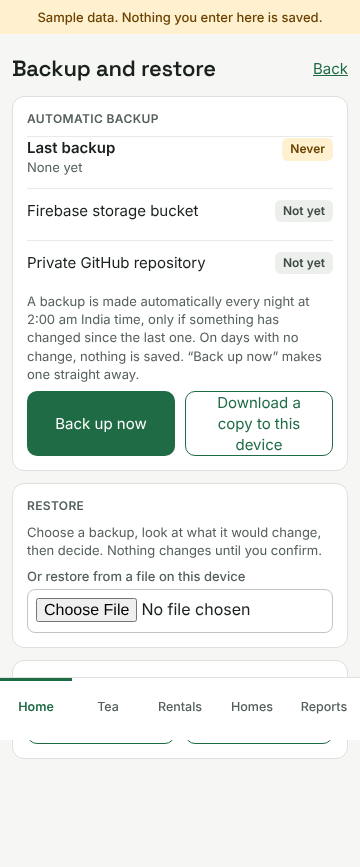 Sample data. Nothing you enter here is saved.
Backup and restore
Back
AUTOMATIC BACKUP
Last backup
Never
None yet
Firebase storage bucket
Not yet
Private GitHub repository
Not yet
A backup is made automatically every night at
2:00 am India time, only if something has
changed since the last one. On days with no
change, nothing is saved. “Back up now” makes
one straight away.
Back up now
Download a
copy to this
device
RESTORE
Choose a backup, look at what it would change,
then decide. Nothing changes until you confirm.
Or restore from a file on this device
Choose File No file chosen
Home
Tea
Rentals
Homes
Reports